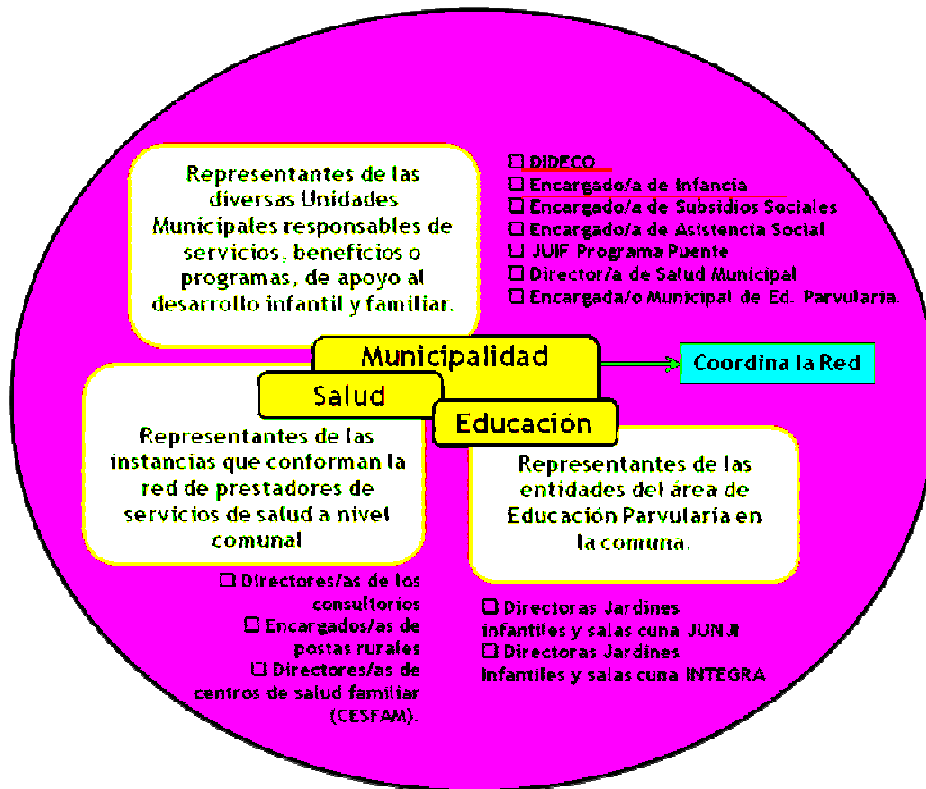 Representantes de las
diversas Unidades
Municipales responsables de
servicios, beneficios o
programas, de apoyo al
desarrollo infantil y familiar.
DIDECO
Encargado/a de Infancia
Encargado/a de Subsidios Sociales
Encargado/a de Asistencia Social
JUIF Programa Puente
Director/a de Salud Municipal
Encargada/o Municipal de Ed. Parvularia.
Municipalidad
Coordina la Red
Salud
Educación
Representantes de las
instancias que conforman la
red de prestadores de
servicios de salud a nivel
comunal
Representantes de las
entidades del área de
Educación Parvularia en
la comuna.
Directores/as de los
consultorios
Encargados/as de
postas rurales
Directores/as de
centros de salud familiar
(CESFAM).
Directoras Jardines
infantiles y salas cuna JUNJI
Directoras Jardines
Infantiles y salas cuna INTEGRA